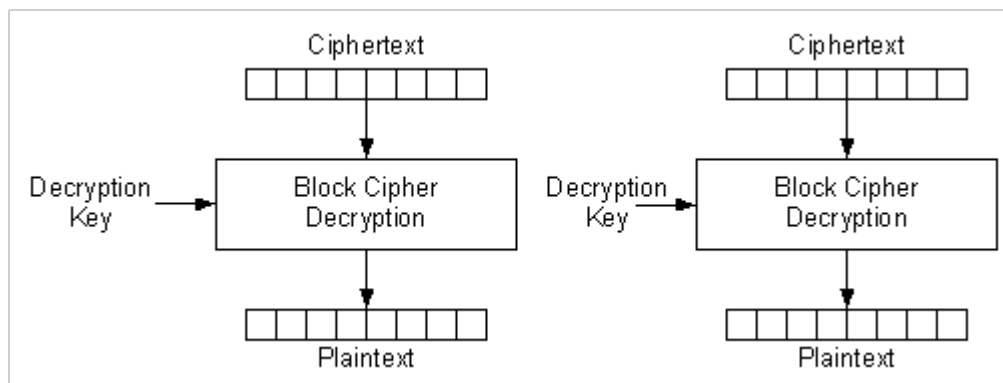 Ciphertext
Decryption
Key
Block Cipher
Decryption
Plaintext
Ciphertext
Decryption
Key
Block Cipher
Decryption
Plaintext